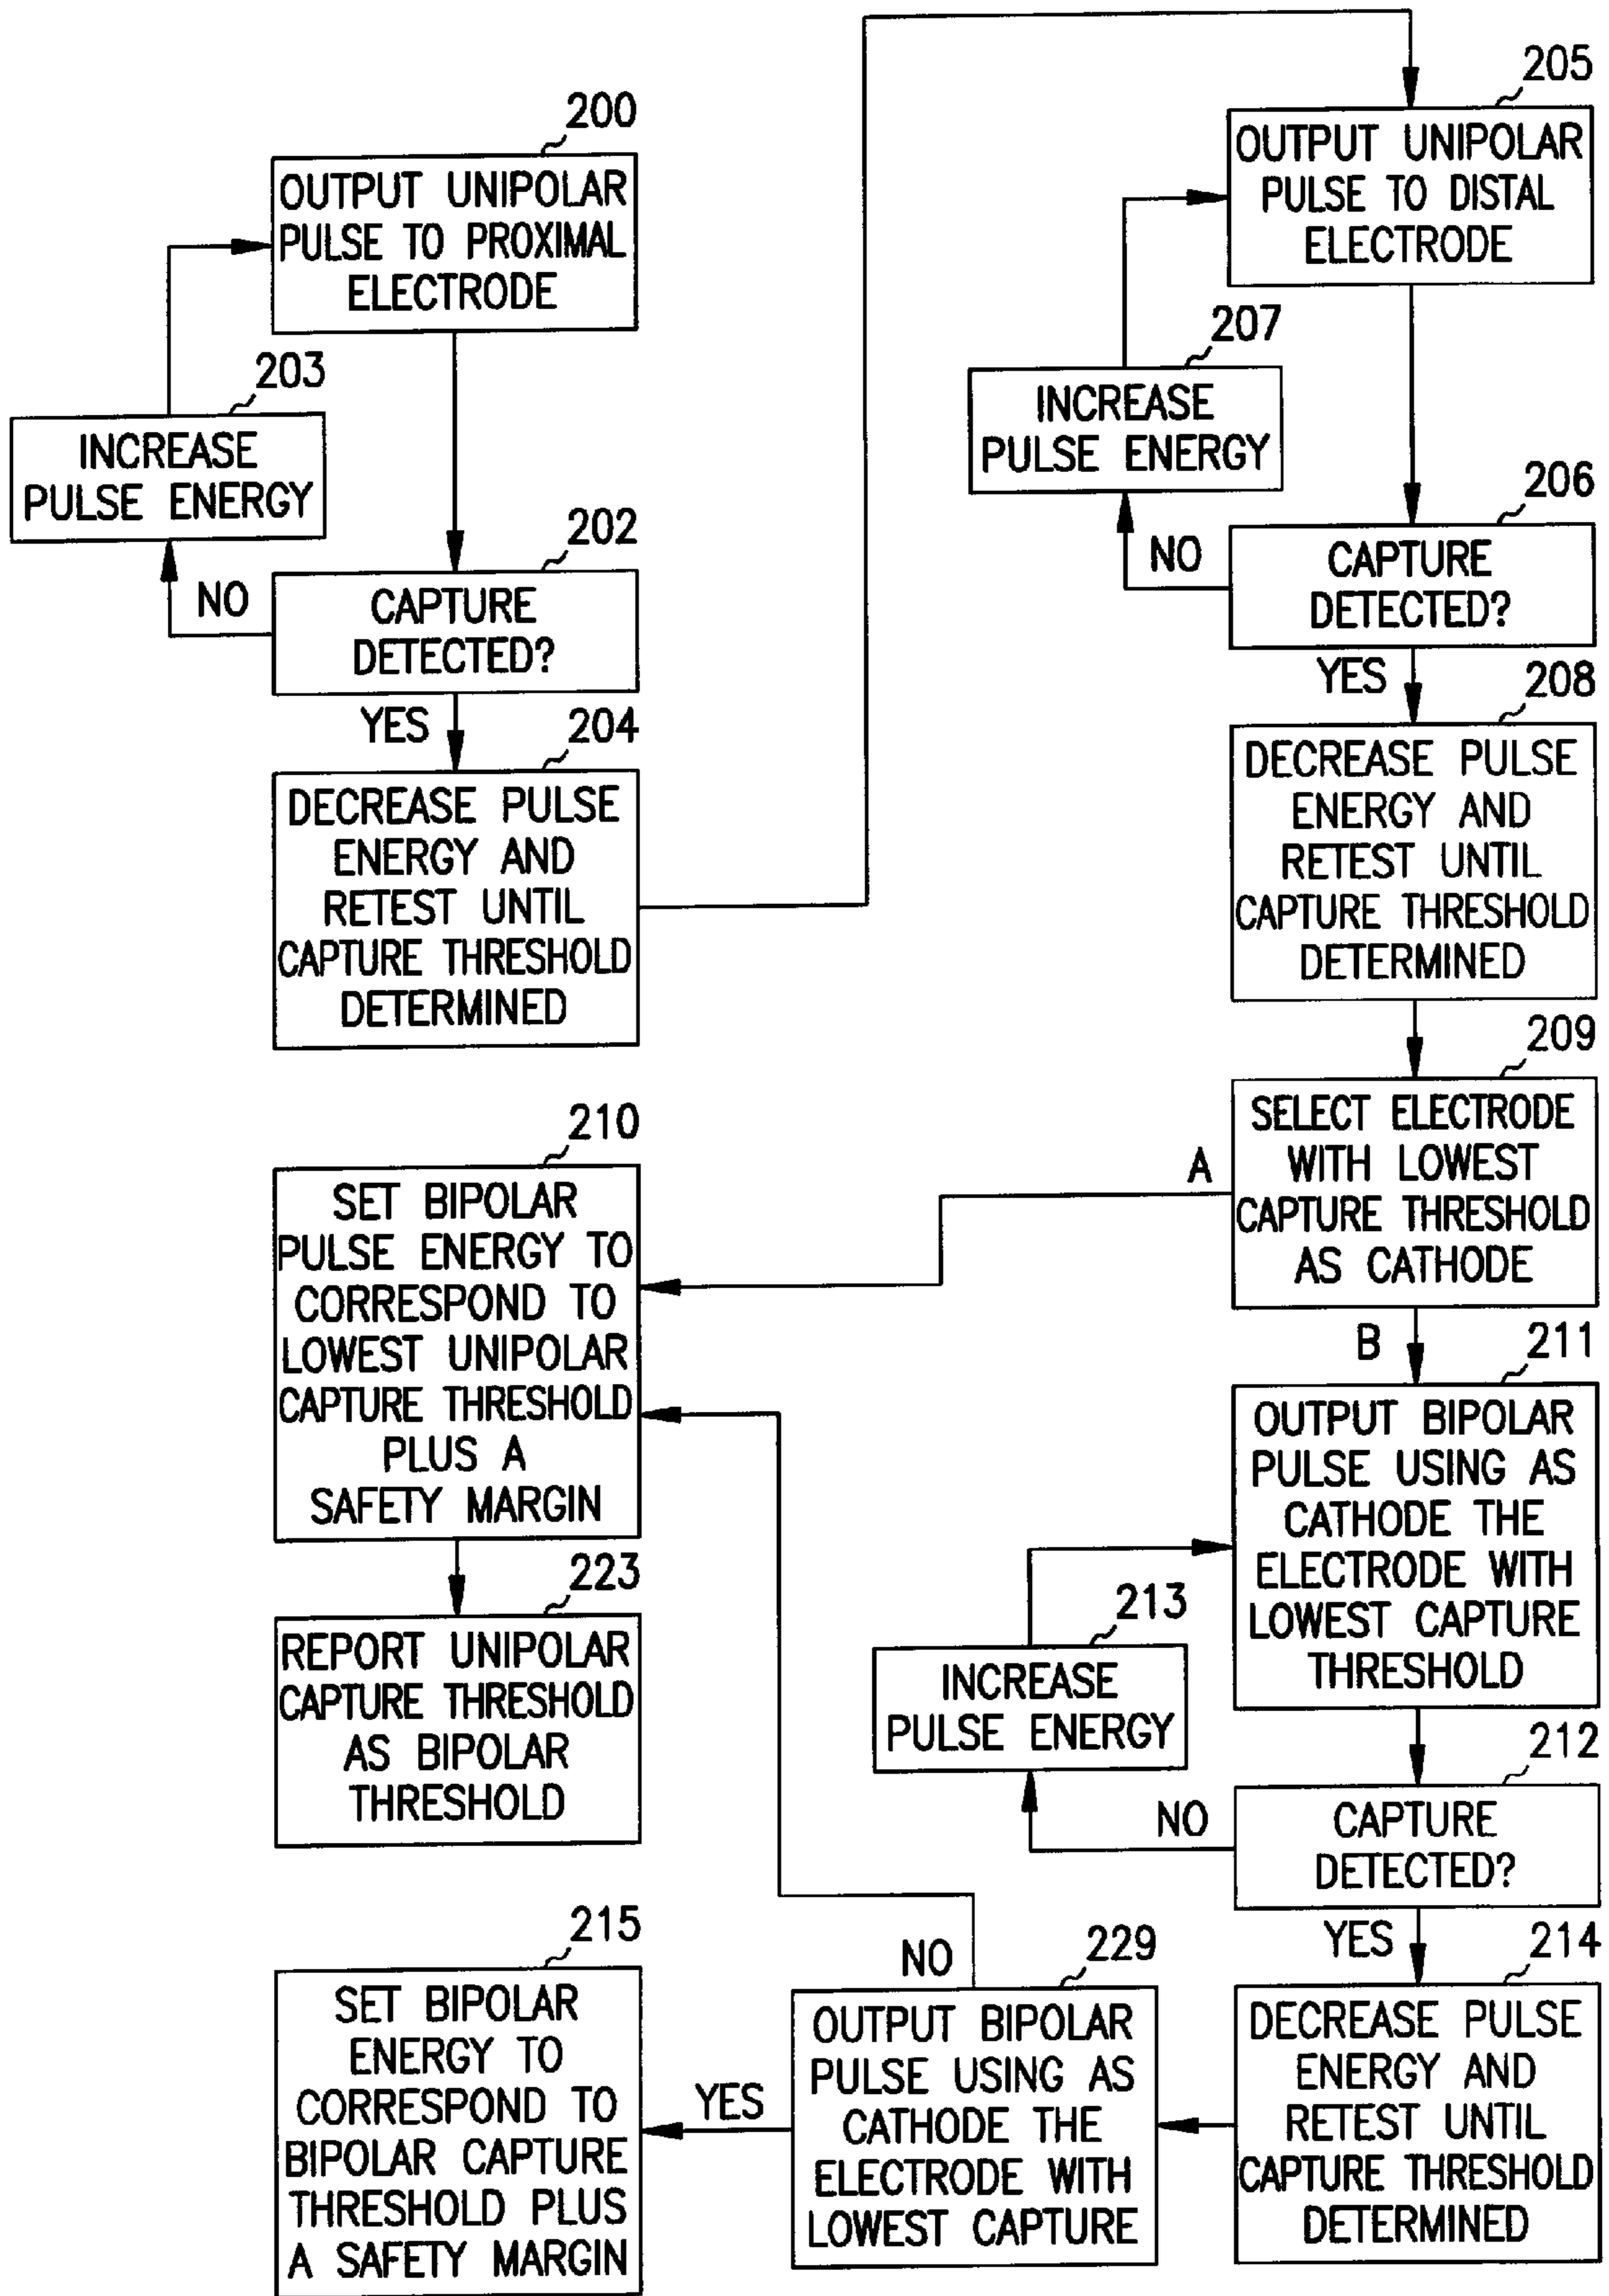 200
OUTPUT UNIPOLAR
PULSE TO PROXIMAL
ELECTRODE
203
INCREASE
PULSE ENERGY
202
CAPTURE
DETECTED?
NO
YES
204
DECREASE PULSE
ENERGY AND
RETEST UNTIL
CAPTURE THRESHOLD
DETERMINED
205
OUTPUT UNIPOLAR
PULSE TO DISTAL
ELECTRODE
207
INCREASE
PULSE ENERGY
206
CAPTURE
DETECTED?
NO
YES
208
DECREASE PULSE
ENERGY AND
RETEST UNTIL
CAPTURE THRESHOLD
DETERMINED
209
SELECT ELECTRODE
WITH LOWEST
CAPTURE THRESHOLD
AS CATHODE
A
B
210
SET BIPOLAR
PULSE ENERGY TO
CORRESPOND TO
LOWEST UNIPOLAR
CAPTURE THRESHOLD
PLUS A
SAFETY MARGIN
223
REPORT UNIPOLAR
CAPTURE THRESHOLD
AS BIPOLAR
THRESHOLD
211
OUTPUT BIPOLAR
PULSE USING AS
CATHODE THE
ELECTRODE WITH
LOWEST CAPTURE
THRESHOLD
213
INCREASE
PULSE ENERGY
212
CAPTURE
DETECTED?
NO
YES
214
DECREASE PULSE
ENERGY AND
RETEST UNTIL
CAPTURE THRESHOLD
DETERMINED
229
OUTPUT BIPOLAR
PULSE USING AS
CATHODE THE
ELECTRODE WITH
LOWEST CAPTURE
NO
YES
215
SET BIPOLAR
ENERGY TO
CORRESPOND TO
BIPOLAR CAPTURE
THRESHOLD PLUS
A SAFETY MARGIN